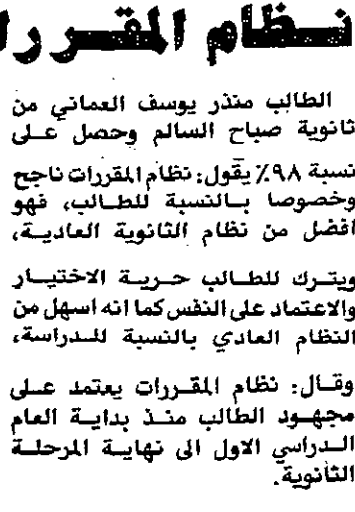 نظام المقررا
الطالب منذر يوسف العماني من
ثانوية صباح السالم وحصل على
نسبة ٩٨٪ يقول: نظام المقررات ناجح
وخصوصا بالنسبة للطالب، فهو
افضل من نظام الثانوية العادية،
ويترك للطالب حرية الاختيار
والاعتماد على النفس كما انه اسهل من
النظام العادي بالنسبة للدراسة،
وقال: نظام المقررات يعتمد على
مجهود الطالب منذ بداية العام
الدراسي الاول الى نهاية المرحلة
الثانوية.